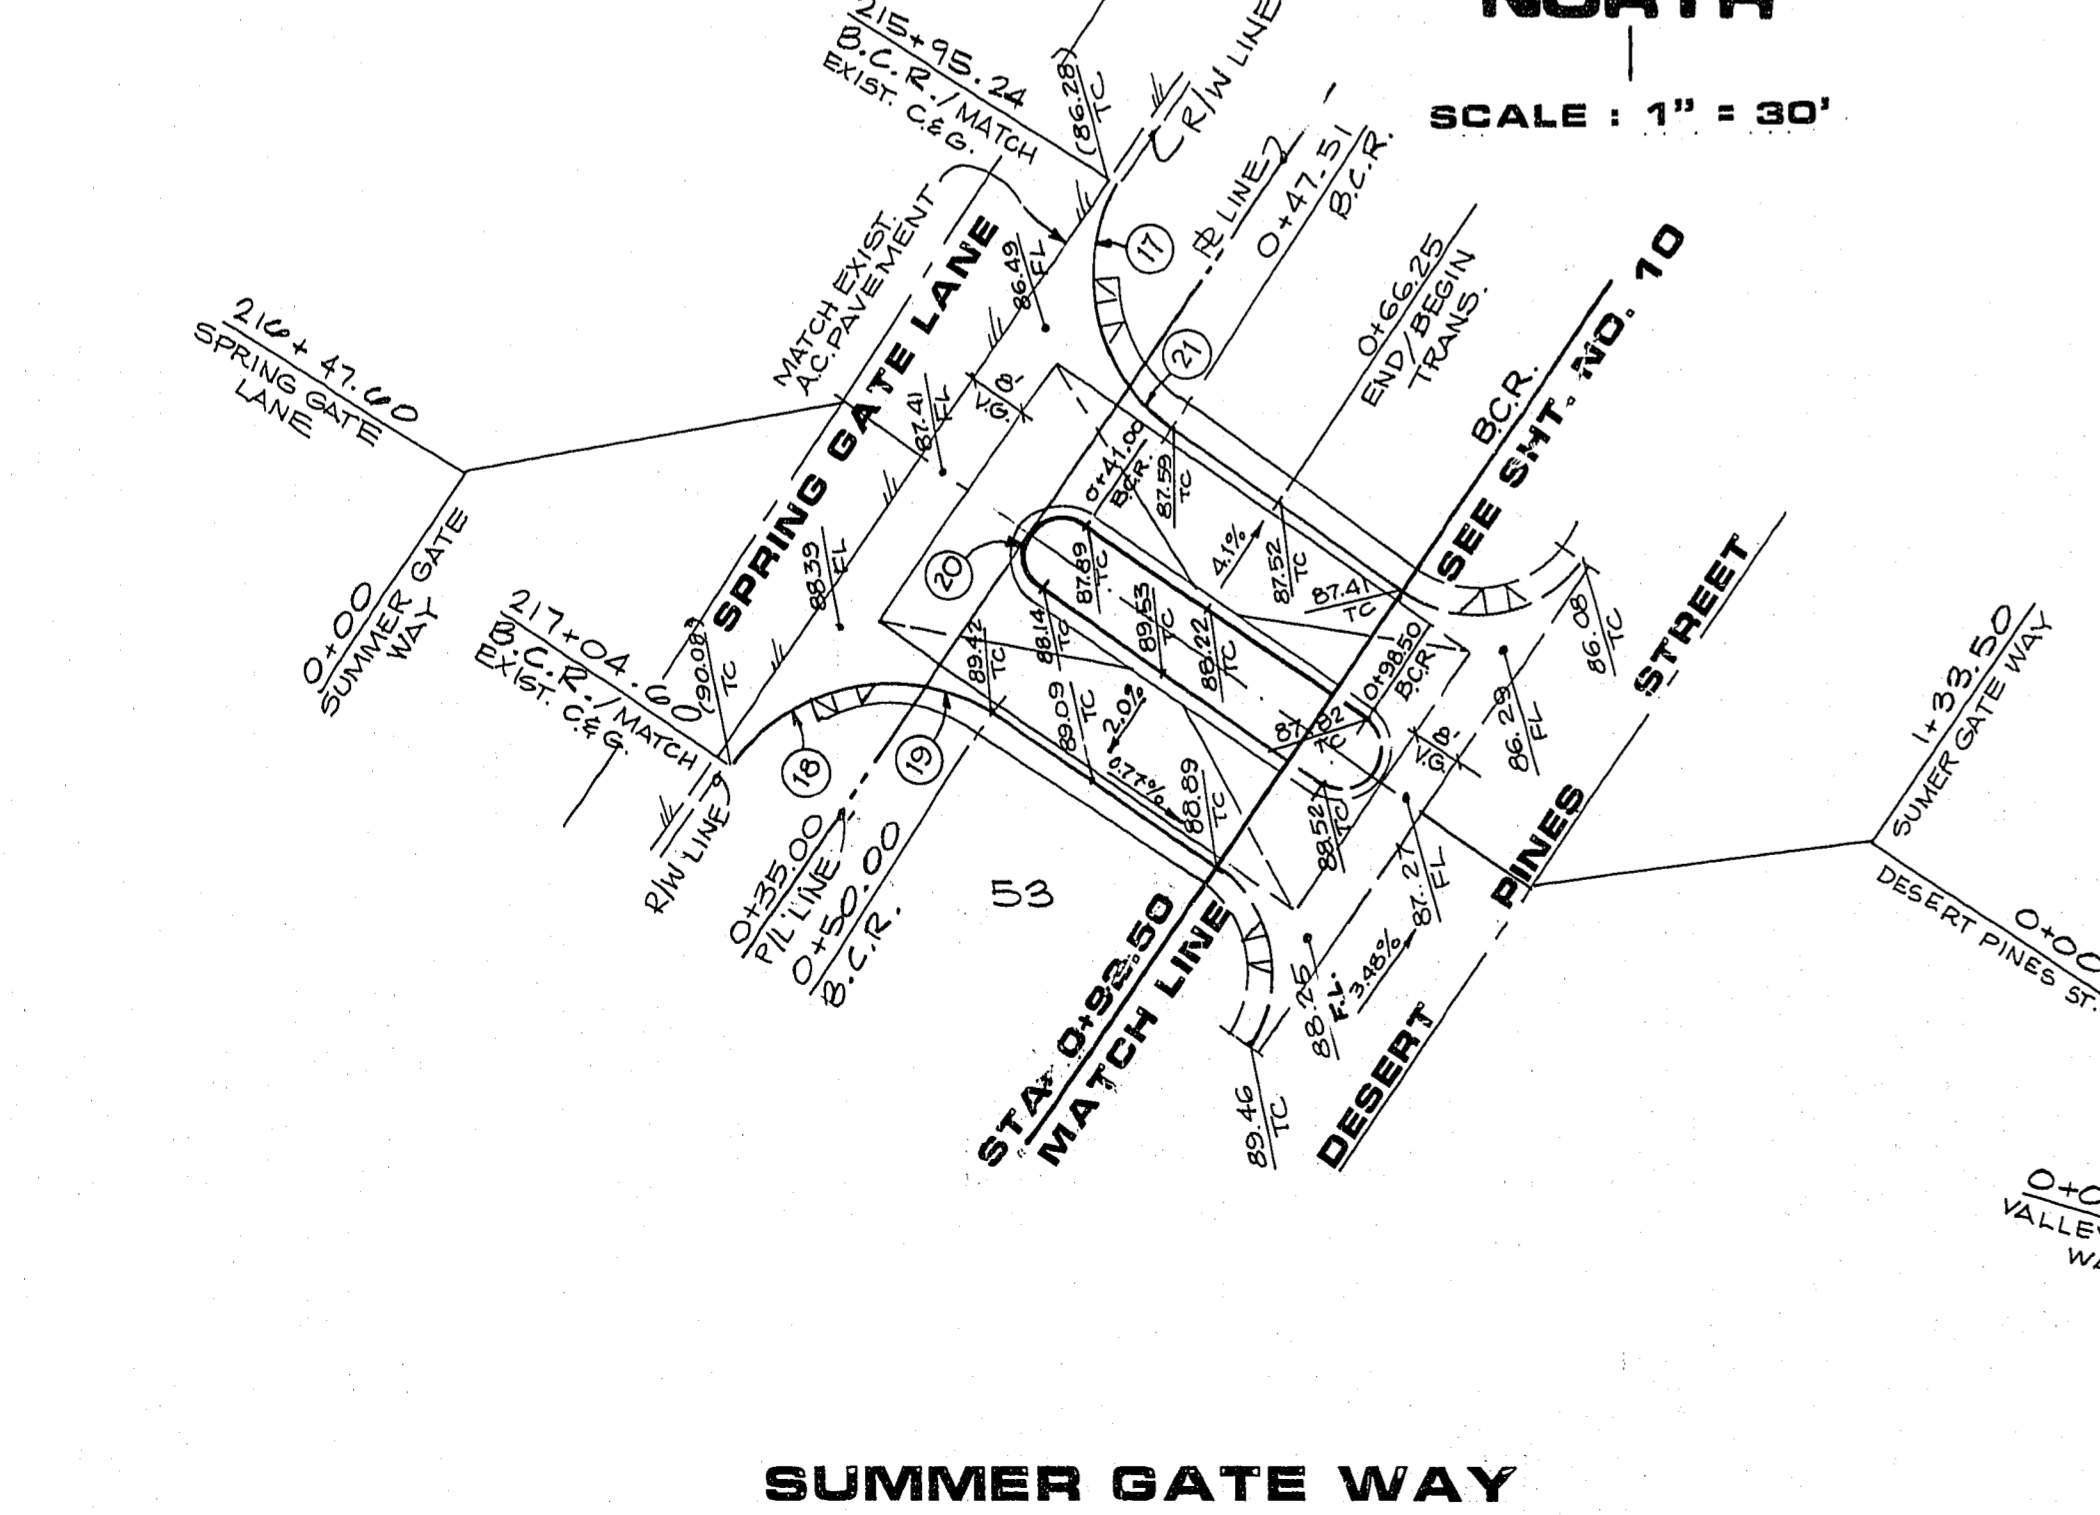 NORTH
SCALE : 1" = 30'
215+95.24
B.C.R./MATCH
EXIST. C.&G.
(86.28)
TC
R/W LINE
LINE
0+47.51
B.C.R.
17
0+66.25
END/BEGIN
TRANS.
MATCH EXIST.
A.C. PAVEMENT
86.49
FL
216+47.60
SPRING GATE
LANE
0+00
SUMMER GATE
WAY
SPRING GATE LANE
87.41
FL
8'
V.G.
21
0+41.00
B.C.R.
87.59
TC
B.C.R.
SEE SHT. NO. 10
4.1%
87.52
TC
87.41
TC
88.39
FL
20
87.89
TC
88.14
TC
89.53
TC
88.22
TC
89.42
TC
89.09
TC
2.0%
0.77%
88.89
TC
217+04.60
B.C.R./MATCH
EXIST. C.&G.
(90.08)
TC
18
19
R/W LINE
0+35.00
P/L LINE
0+50.00
B.C.R.
53
0+98.50
B.C.R.
87.82
TC
8'
V.G.
86.29
FL
86.08
TC
88.52
TC
87.27
FL
3.48%
88.25
F.L.
89.46
TC
STA. 0+93.50
MATCH LINE
DESERT PINES STREET
1+33.50
SUMER GATE WAY
0+00
DESERT PINES ST.
0+0
VALLEY
WA
SUMMER GATE WAY